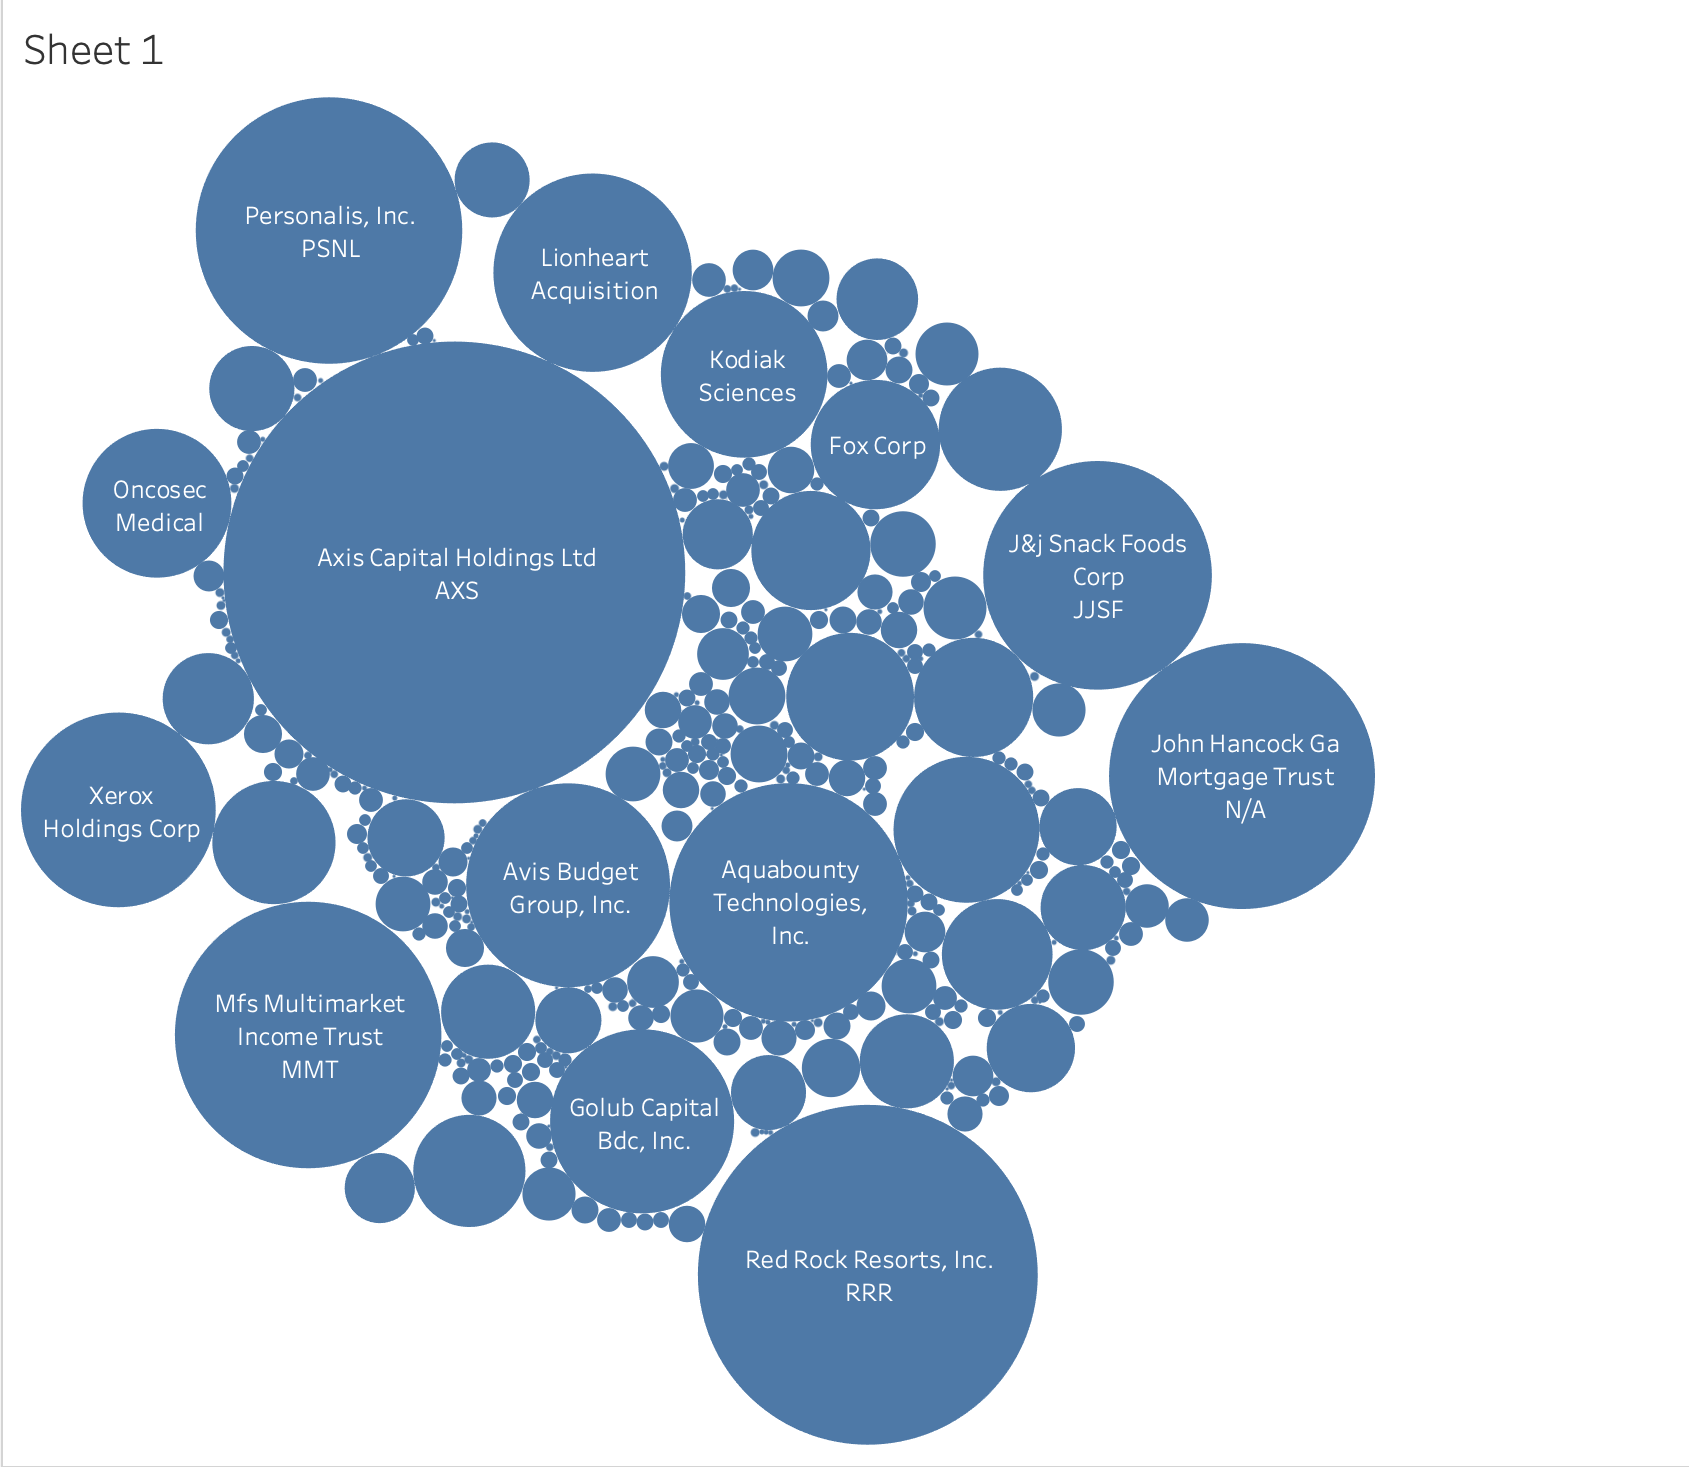 Sheet 1
Personalis, Inc.
PSNL
Lionheart
Acquisition
Kodiak
Sciences
Fox Corp
Oncosec
Medical
Axis Capital Holdings Ltd
AXS
J&j Snack Foods
Corp
JJSF
John Hancock Ga
Mortgage Trust
N/A
Xerox
Holdings Corp
Avis Budget
Group, Inc.
Aquabounty
Technologies,
Inc.
Mfs Multimarket
Income Trust
MMT
Golub Capital
Bdc, Inc.
Red Rock Resorts, Inc.
RRR